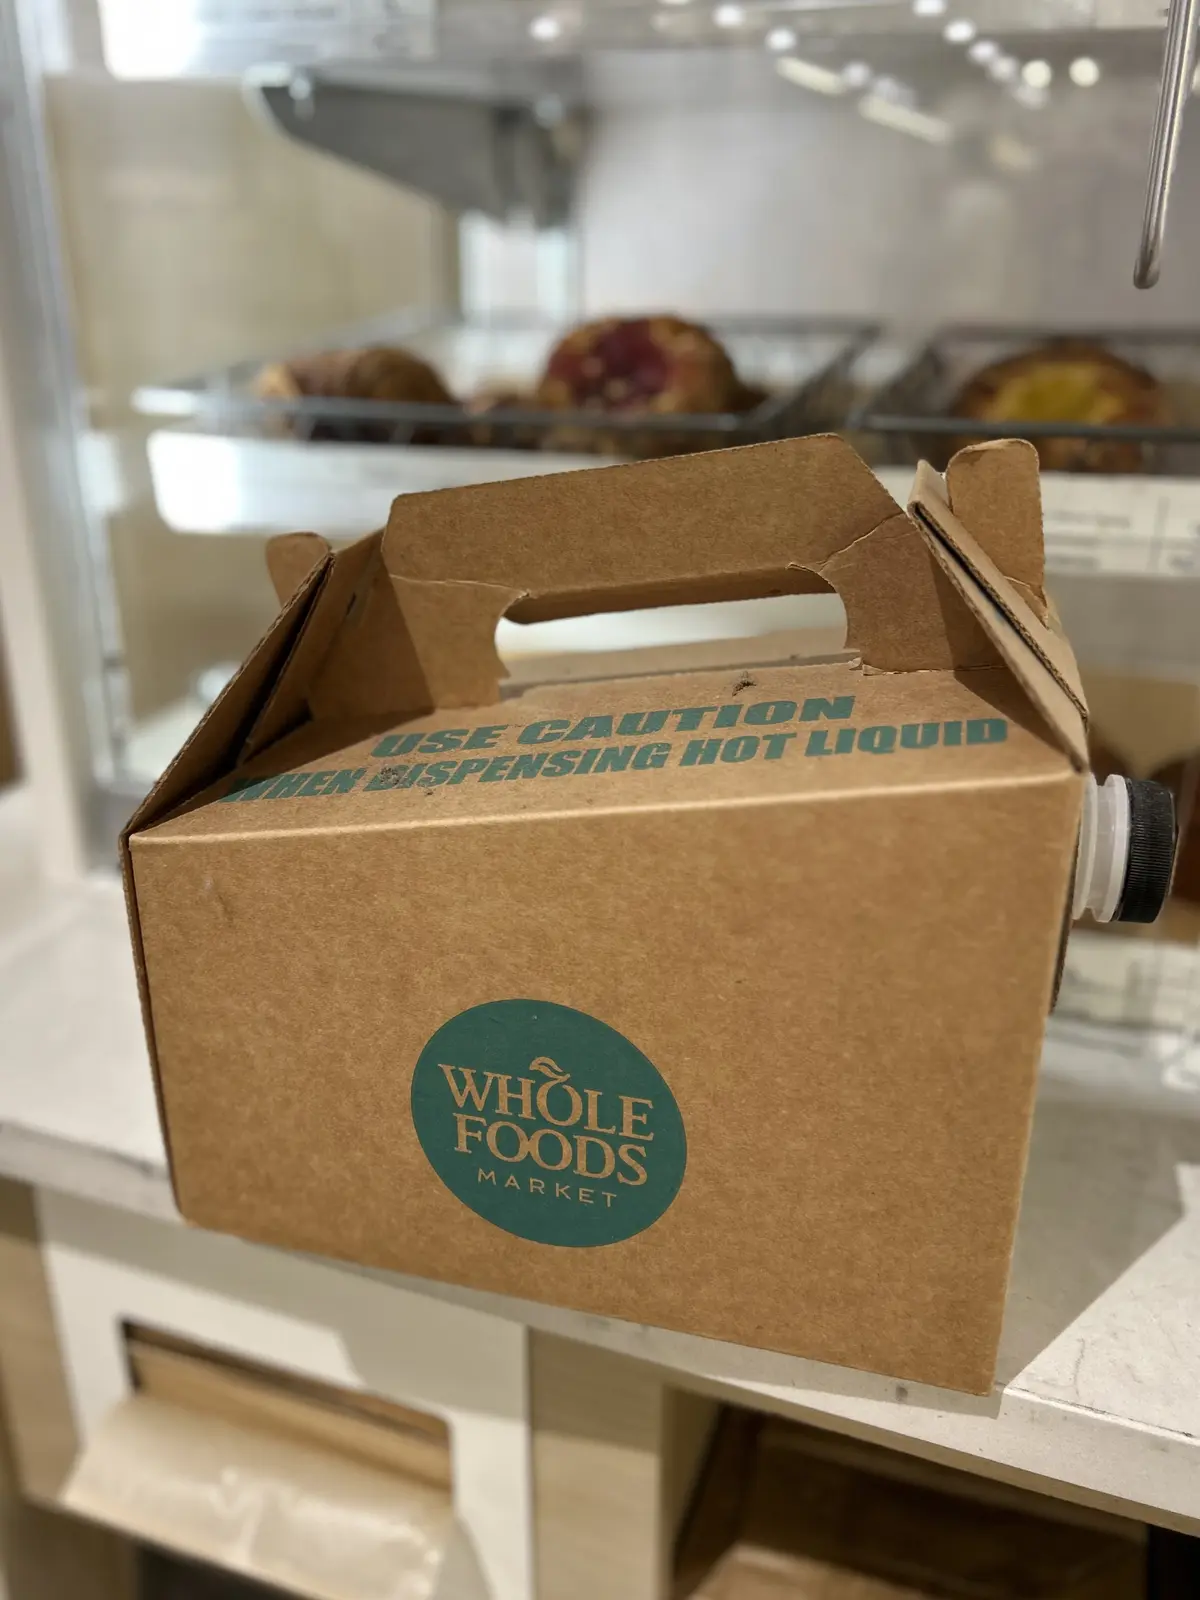 USE CAUTION
WHEN DISPENSING HOT LIQUID
WHOLE
FOODS
MARKET